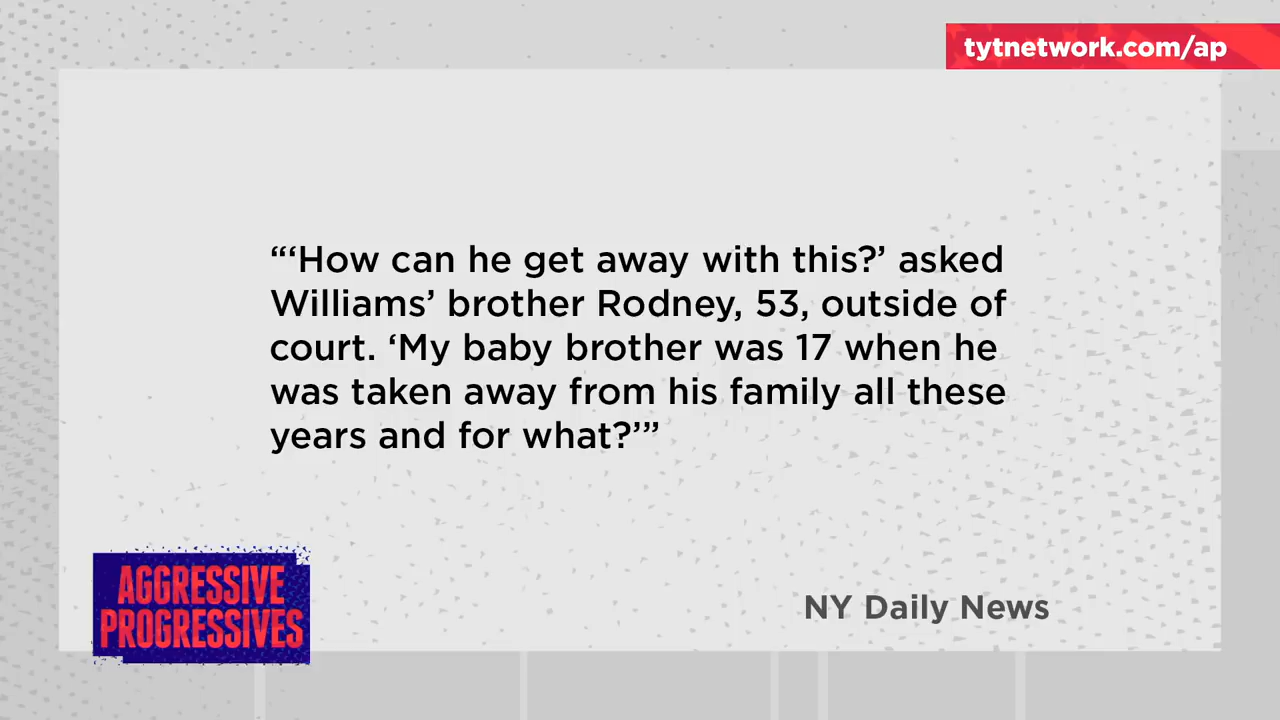 tytnetwork.com/ap
“‘How can he get away with this?’ asked
Williams’ brother Rodney, 53, outside of
court. ‘My baby brother was 17 when he
was taken away from his family all these
years and for what?’”
AGGRESSIVE
PROGRESSIVES
NY Daily News